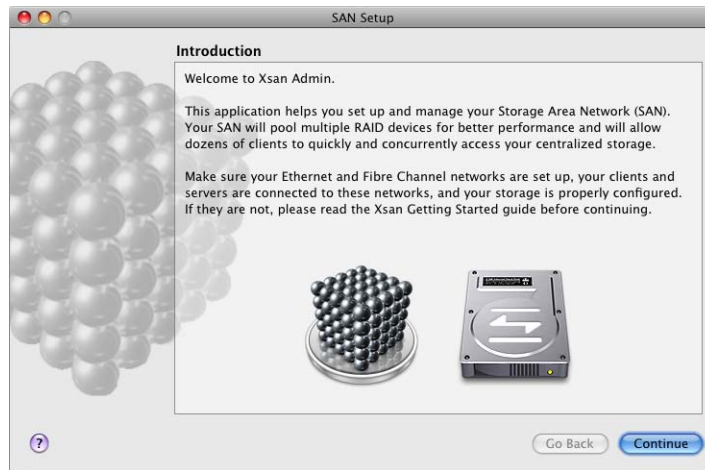 SAN Setup
Introduction
Welcome to Xsan Admin.
This application helps you set up and manage your Storage Area Network (SAN).
Your SAN will pool multiple RAID devices for better performance and will allow
dozens of clients to quickly and concurrently access your centralized storage.
Make sure your Ethernet and Fibre Channel networks are set up, your clients and
servers are connected to these networks, and your storage is properly configured.
If they are not, please read the Xsan Getting Started guide before continuing.
?
Go Back
Continue